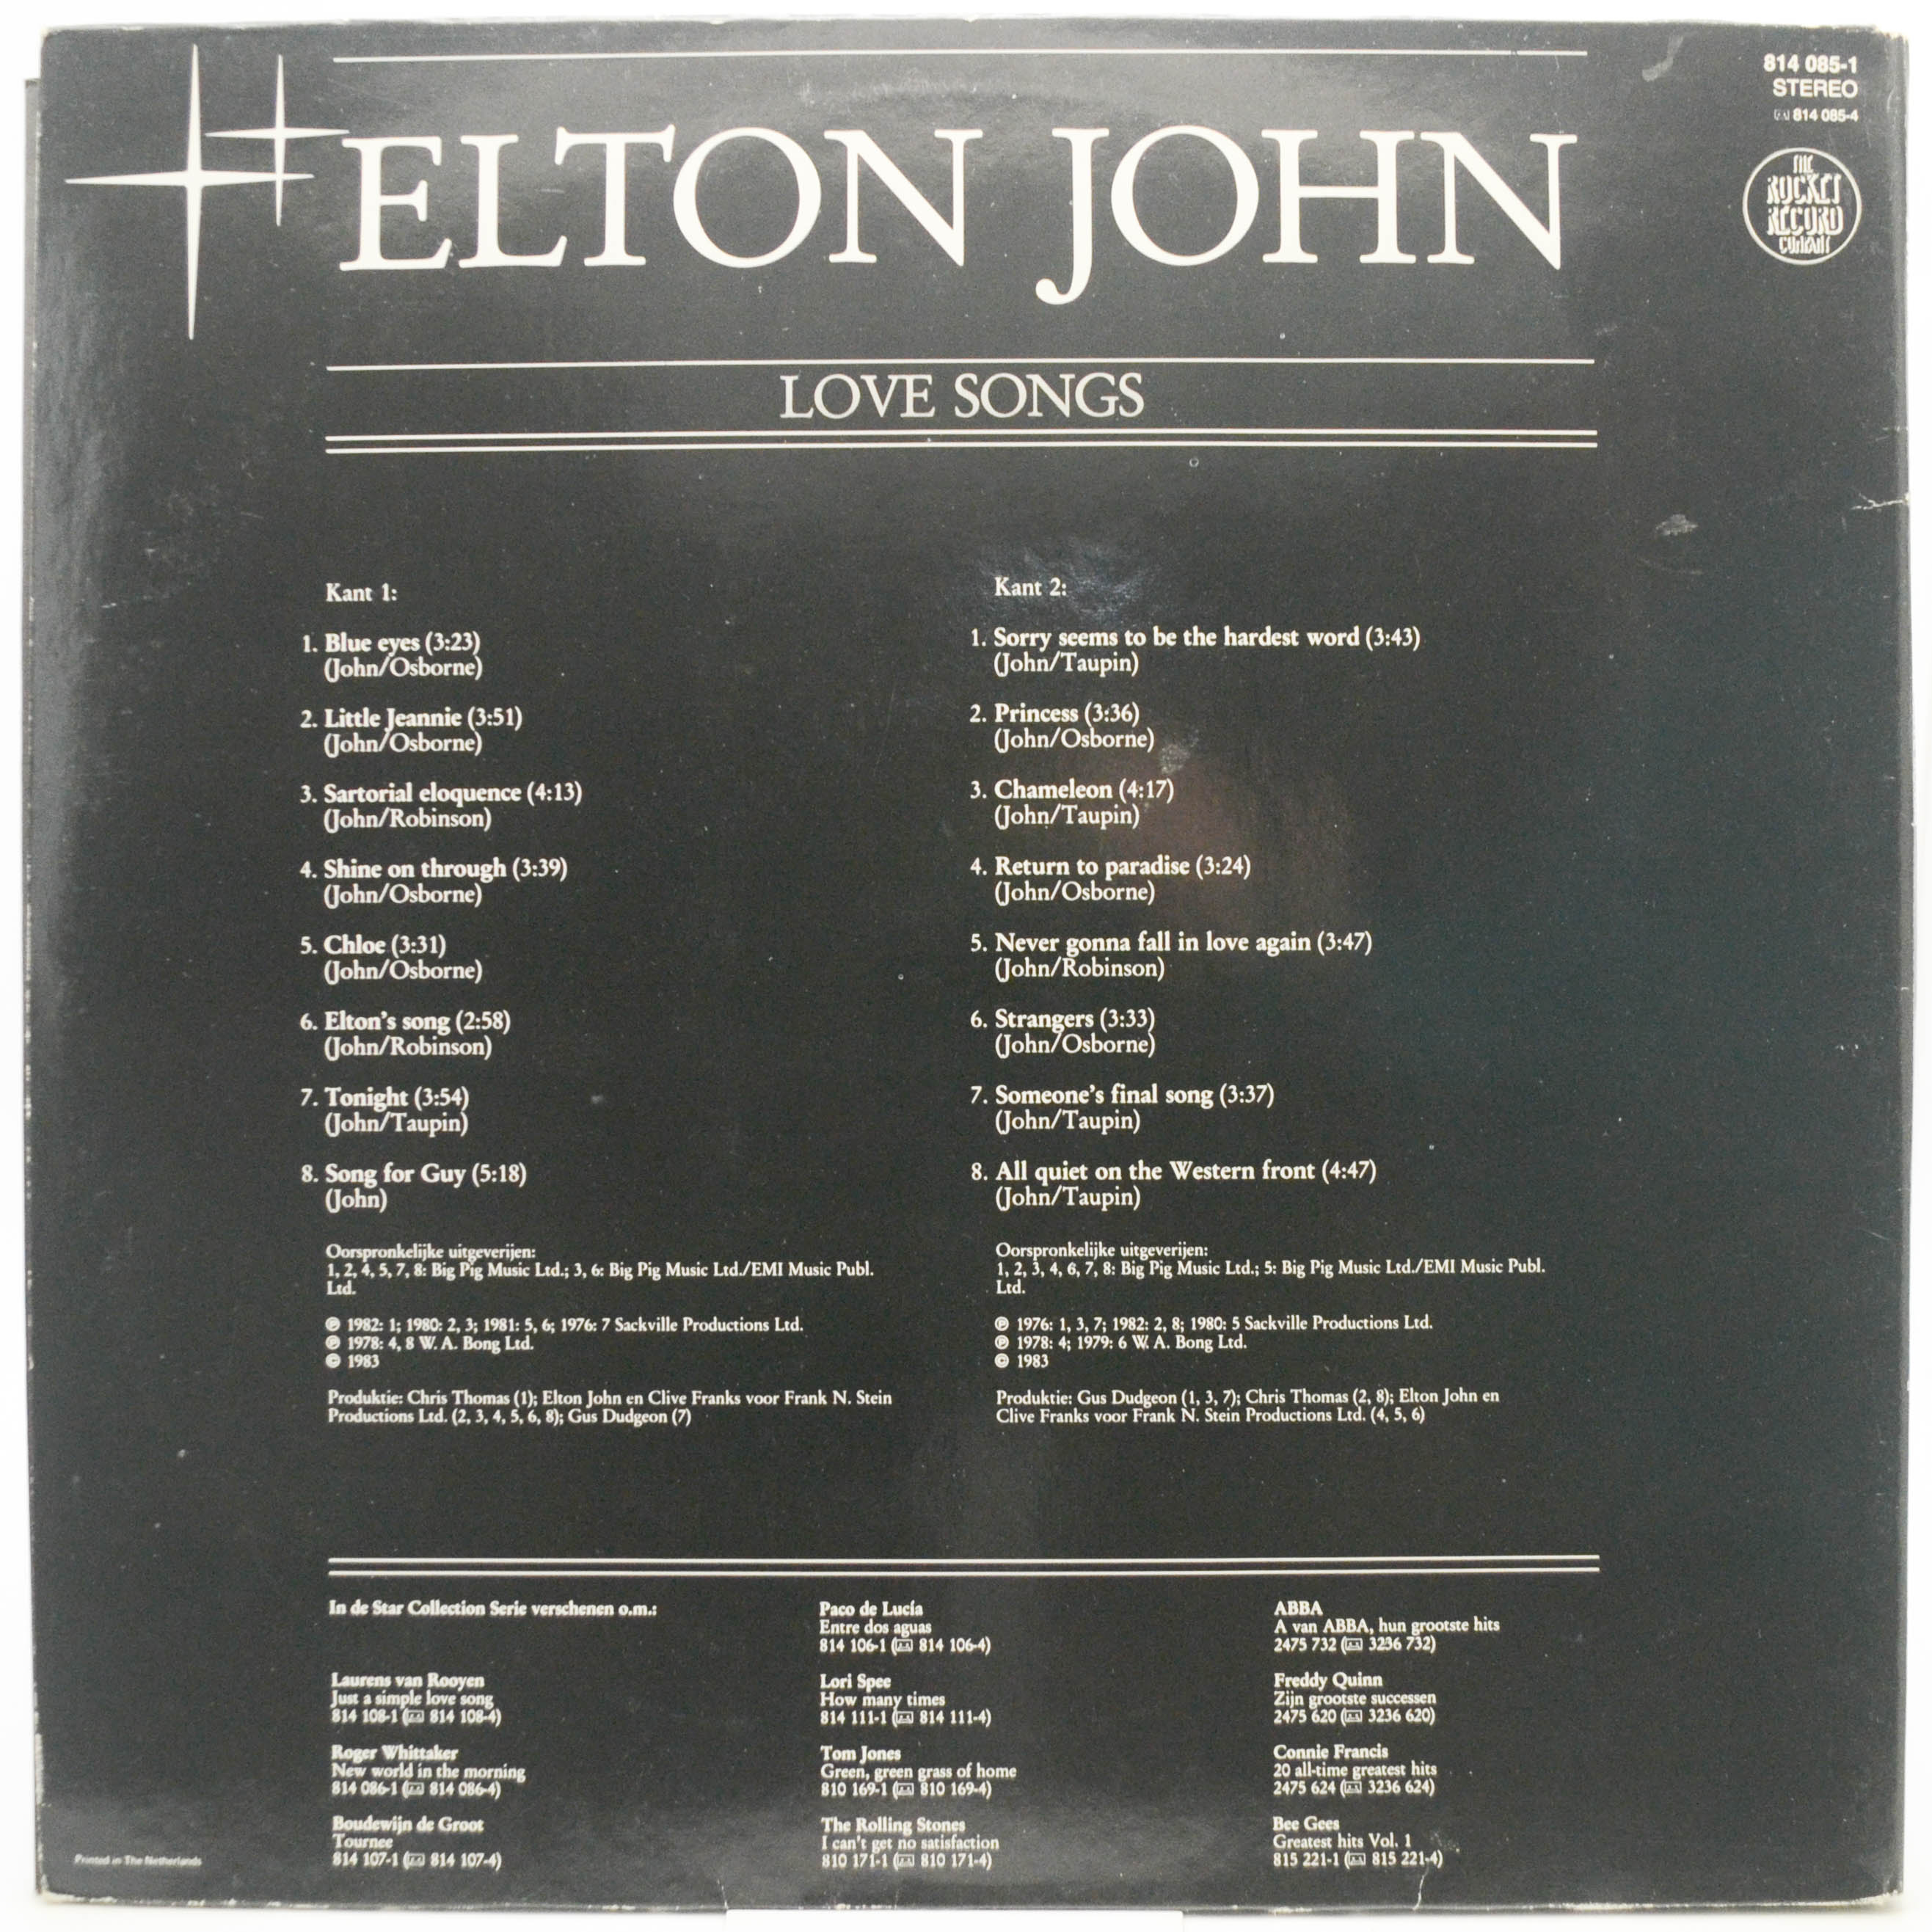 814 085-1
STEREO
814 085-4
THE
ROCKET
RECORD
COMPANY
ELTON JOHN
LOVE SONGS
Kant 1:
1. Blue eyes (3:23)
(John/Osborne)
2. Little Jeannie (3:51)
(John/Osborne)
3. Sartorial eloquence (4:13)
(John/Robinson)
4. Shine on through (3:39)
(John/Osborne)
5. Chloe (3:31)
(John/Osborne)
6. Elton's song (2:58)
(John/Robinson)
7. Tonight (3:54)
(John/Taupin)
8. Song for Guy (5:18)
(John)
Oorspronkelijke uitgeverijen:
1, 2, 4, 5, 7, 8: Big Pig Music Ltd.; 3, 6: Big Pig Music Ltd./EMI Music Publ.
Ltd.
℗ 1982: 1; 1980: 2, 3; 1981: 5, 6; 1976: 7 Sackville Productions Ltd.
℗ 1978: 4, 8 W. A. Bong Ltd.
© 1983
Produktie: Chris Thomas (1); Elton John en Clive Franks voor Frank N. Stein
Productions Ltd. (2, 3, 4, 5, 6, 8); Gus Dudgeon (7)
Kant 2:
1. Sorry seems to be the hardest word (3:43)
(John/Taupin)
2. Princess (3:36)
(John/Osborne)
3. Chameleon (4:17)
(John/Taupin)
4. Return to paradise (3:24)
(John/Osborne)
5. Never gonna fall in love again (3:47)
(John/Robinson)
6. Strangers (3:33)
(John/Osborne)
7. Someone's final song (3:37)
(John/Taupin)
8. All quiet on the Western front (4:47)
(John/Taupin)
Oorspronkelijke uitgeverijen:
1, 2, 3, 4, 6, 7, 8: Big Pig Music Ltd.; 5: Big Pig Music Ltd./EMI Music Publ.
Ltd.
℗ 1976: 1, 3, 7; 1982: 2, 8; 1980: 5 Sackville Productions Ltd.
℗ 1978: 4; 1979: 6 W. A. Bong Ltd.
© 1983
Produktie: Gus Dudgeon (1, 3, 7); Chris Thomas (2, 8); Elton John en
Clive Franks voor Frank N. Stein Productions Ltd. (4, 5, 6)
In de Star Collection Serie verschenen o.m.:
Laurens van Rooyen
Just a simple love song
814 108-1 (814 108-4)
Roger Whittaker
New world in the morning
814 086-1 (814 086-4)
Boudewijn de Groot
Tournee
814 107-1 (814 107-4)
Paco de Lucía
Entre dos aguas
814 106-1 (814 106-4)
Lori Spee
How many times
814 111-1 (814 111-4)
Tom Jones
Green, green grass of home
810 169-1 (810 169-4)
The Rolling Stones
I can't get no satisfaction
810 171-1 (810 171-4)
ABBA
A van ABBA, hun grootste hits
2475 732 (3236 732)
Freddy Quinn
Zijn grootste successen
2475 620 (3236 620)
Connie Francis
20 all-time greatest hits
2475 624 (3236 624)
Bee Gees
Greatest hits Vol. 1
815 221-1 (815 221-4)
Printed in The Netherlands